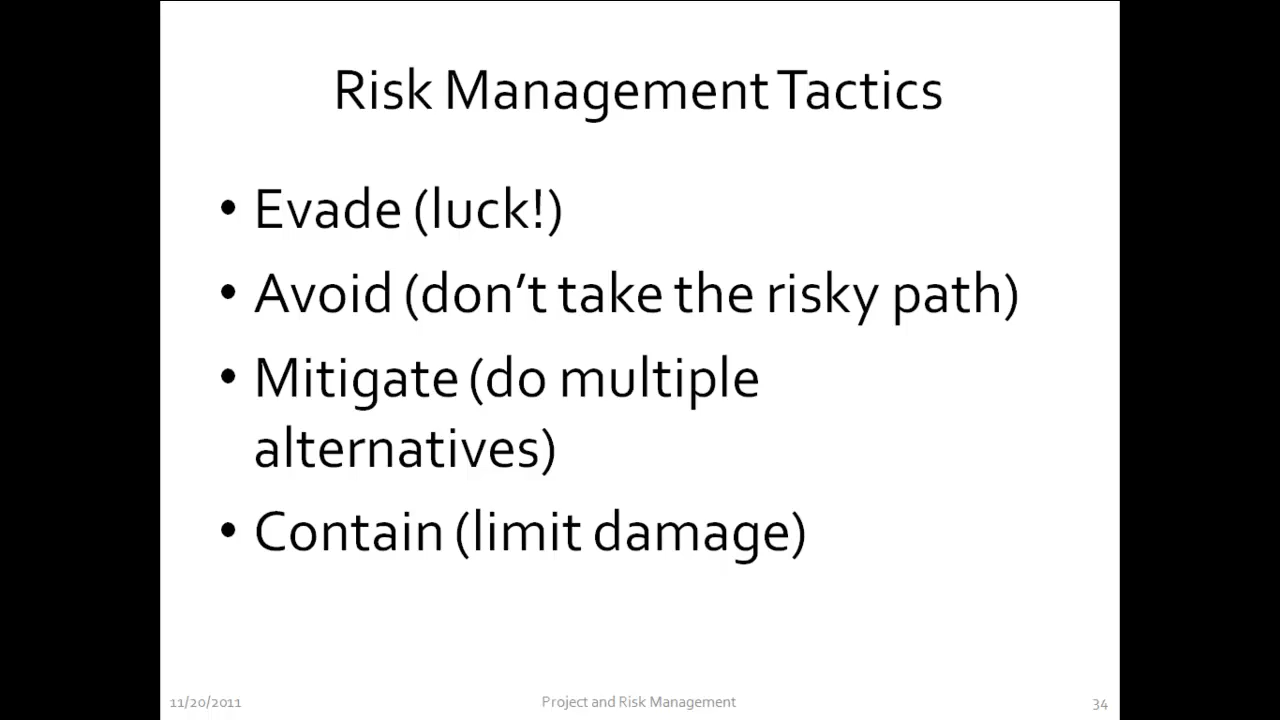 Risk Management Tactics
• Evade (luck!)
• Avoid (don’t take the risky path)
• Mitigate (do multiple
alternatives)
• Contain (limit damage)
11/20/2011
Project and Risk Management
34